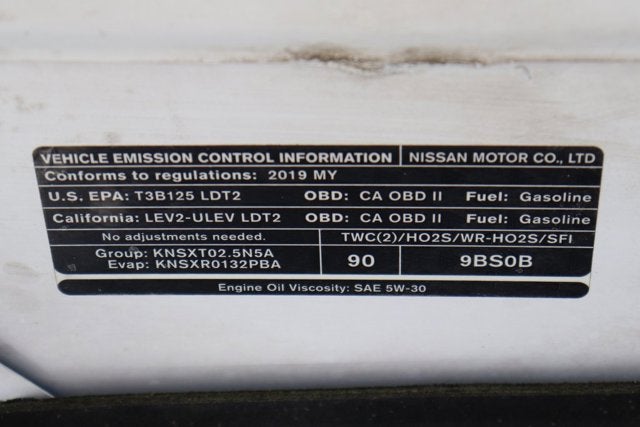 VEHICLE EMISSION CONTROL INFORMATION NISSAN MOTOR CO., LTD
Conforms to regulations: 2019 MY
U.S. EPA: T3B125 LDT2 OBD: CA OBD II Fuel: Gasoline
California: LEV2-ULEV LDT2 OBD: CA OBD II Fuel: Gasoline
No adjustments needed. TWC(2)/HO2S/WR-HO2S/SFI
Group: KNSXT02.5N5A
Evap: KNSXR0132PBA 90 9BS0B
Engine Oil Viscosity: SAE 5W-30